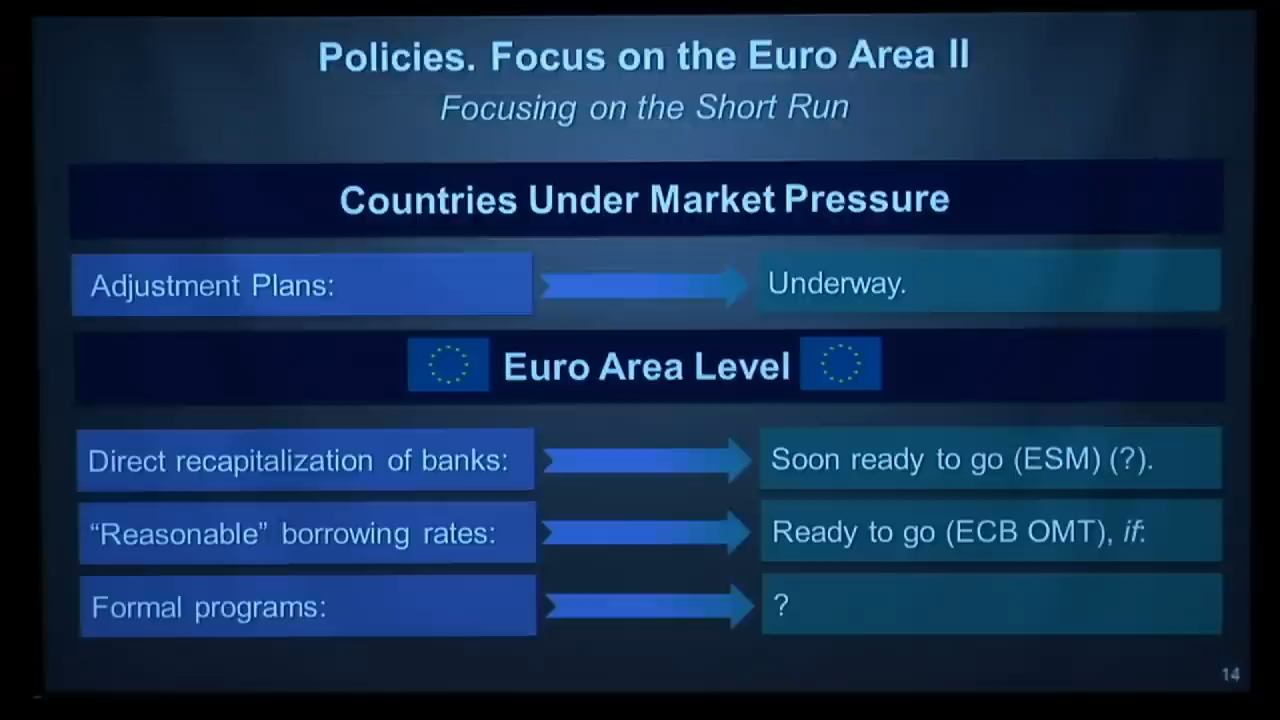 Policies. Focus on the Euro Area II
Focusing on the Short Run
Countries Under Market Pressure
Adjustment Plans:
Underway.
Euro Area Level
Direct recapitalization of banks:
Soon ready to go (ESM) (?).
“Reasonable” borrowing rates:
Ready to go (ECB OMT), if:
Formal programs:
?
14